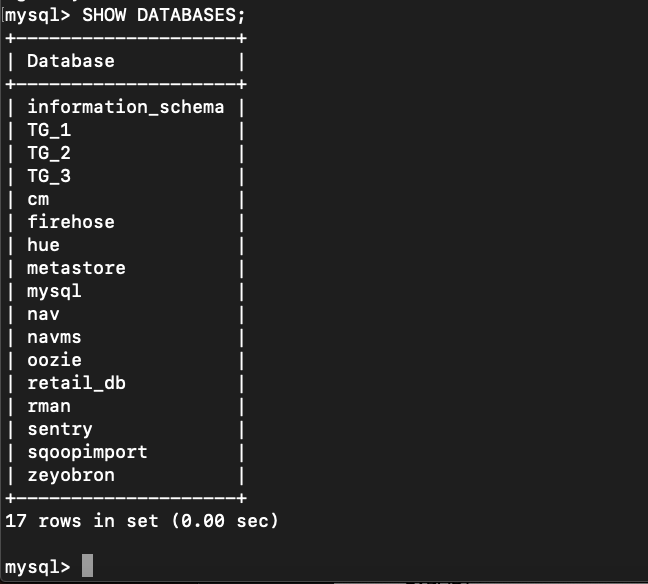 mysql> SHOW DATABASES;
+--------------------+
| Database           |
+--------------------+
| information_schema |
| TG_1               |
| TG_2               |
| TG_3               |
| cm                 |
| firehose           |
| hue                |
| metastore          |
| mysql              |
| nav                |
| navms              |
| oozie              |
| retail_db          |
| rman               |
| sentry             |
| sqoopimport        |
| zeyobron           |
+--------------------+
17 rows in set (0.00 sec)
mysql>